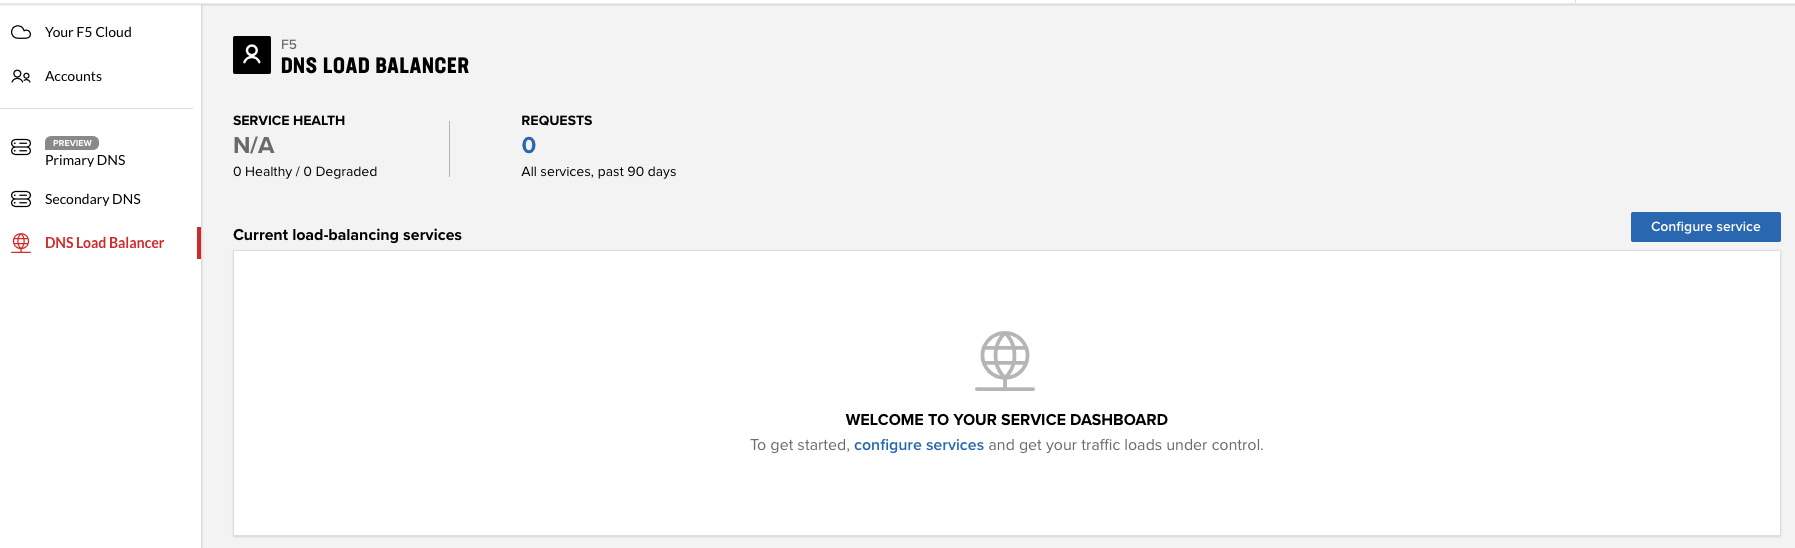 Your F5 Cloud
Accounts
PREVIEW
Primary DNS
Secondary DNS
DNS Load Balancer
F5
DNS LOAD BALANCER
SERVICE HEALTH
N/A
0 Healthy / 0 Degraded
REQUESTS
0
All services, past 90 days
Current load-balancing services
Configure service
WELCOME TO YOUR SERVICE DASHBOARD
To get started, configure services and get your traffic loads under control.